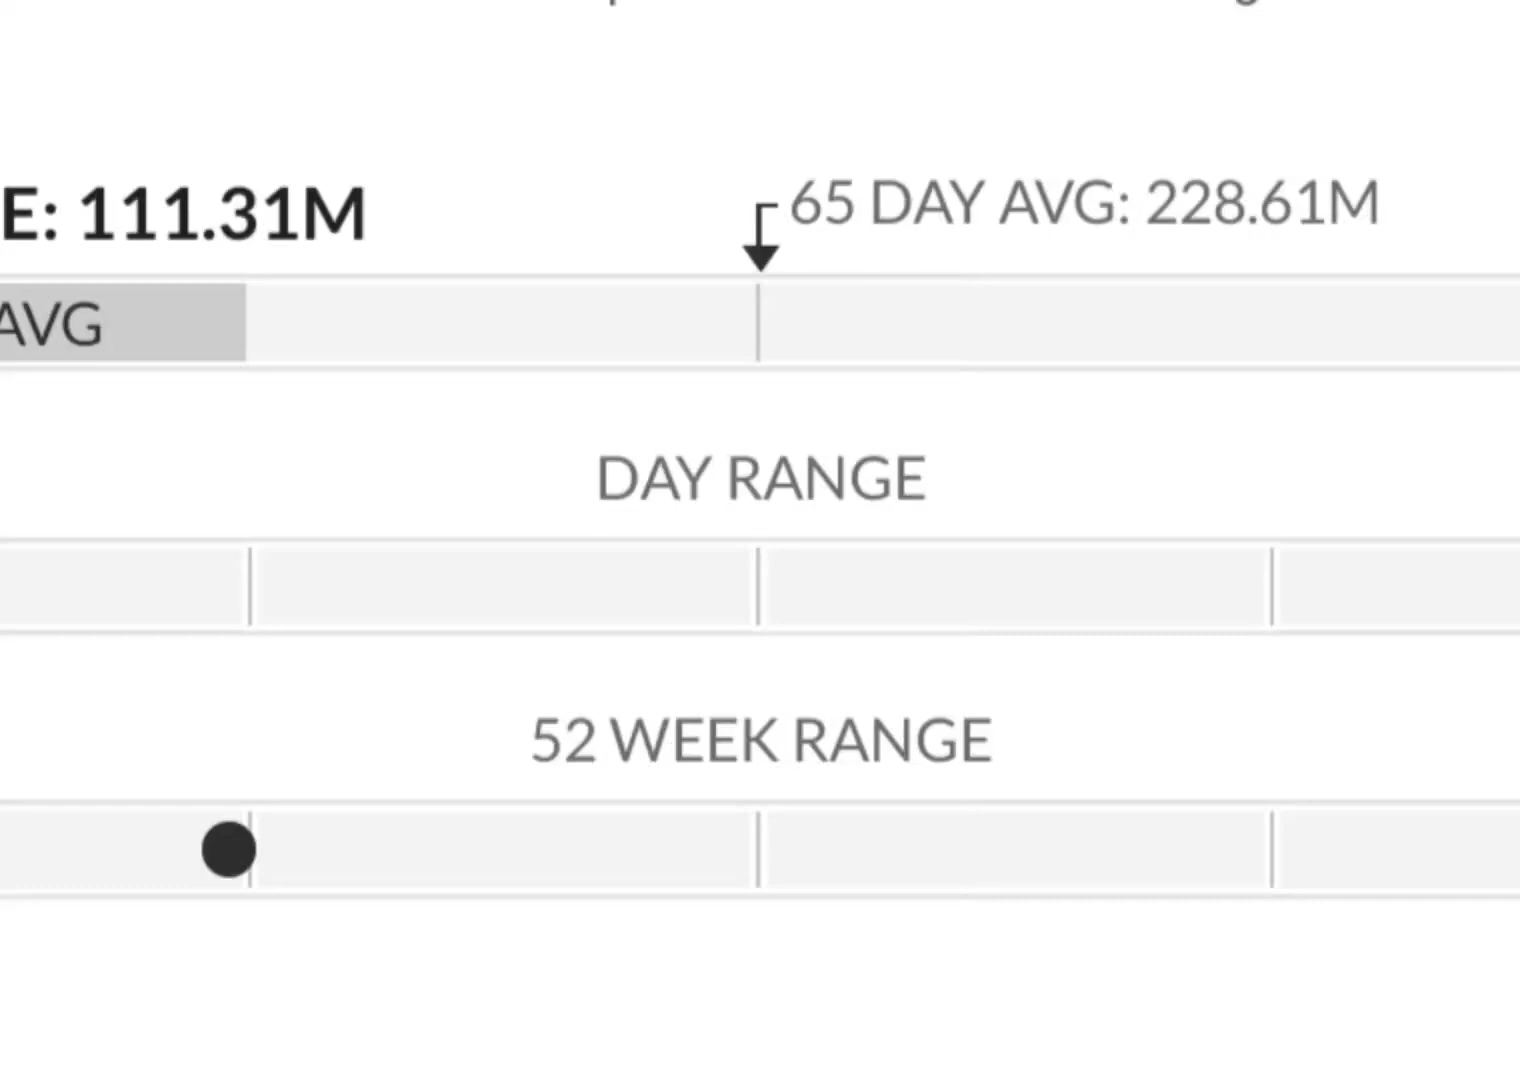 E: 111.31M
65 DAY AVG: 228.61M
AVG
DAY RANGE
52 WEEK RANGE